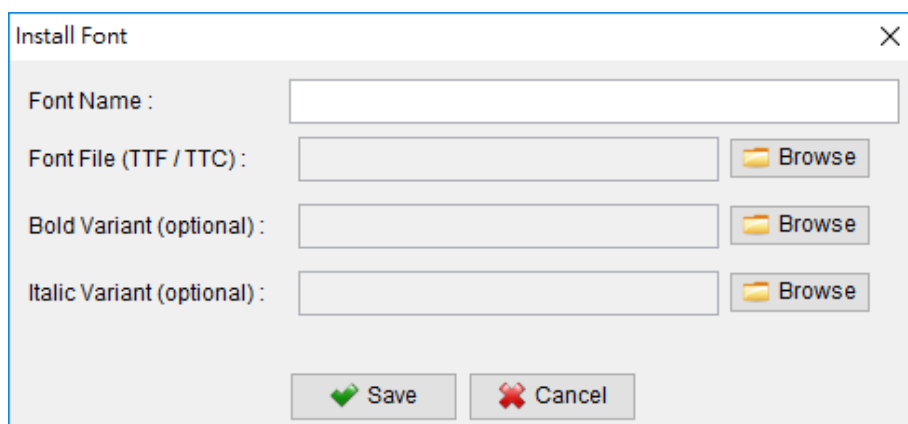 Install Font
Font Name :
Font File (TTF / TTC) : Browse
Bold Variant (optional) : Browse
Italic Variant (optional) : Browse
Save Cancel